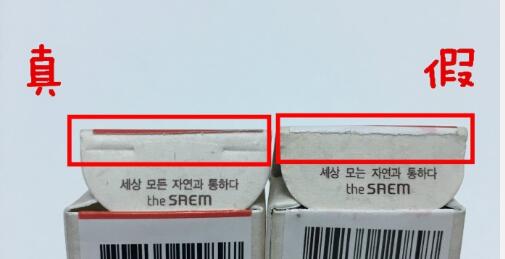 真
假
세상 모든 자연과 통하다
the SAEM
세상 모는 자연과 통하다
the SAEM